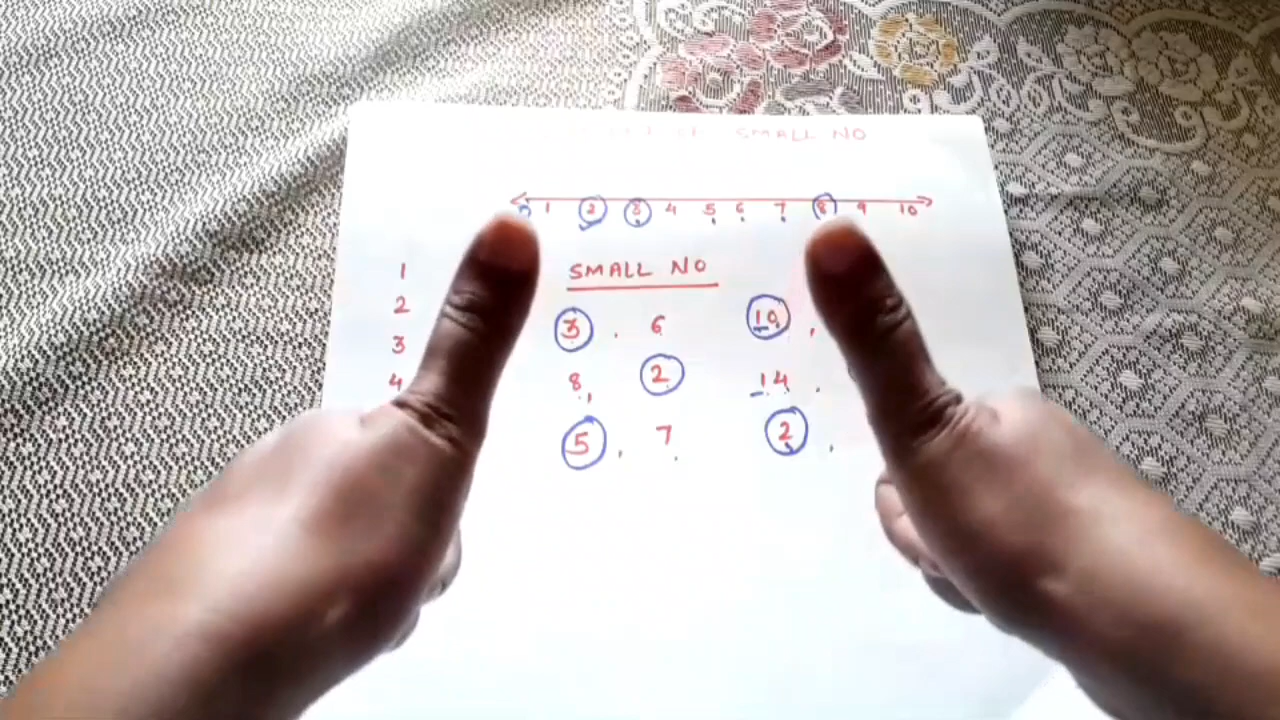 SMALL NO
1 2 3 4 5 6 7 8 9 10
1 SMALL NO
2 3 . 6 10 ,
3
4 8, 2 14 .
5 , 7 . 2 ,